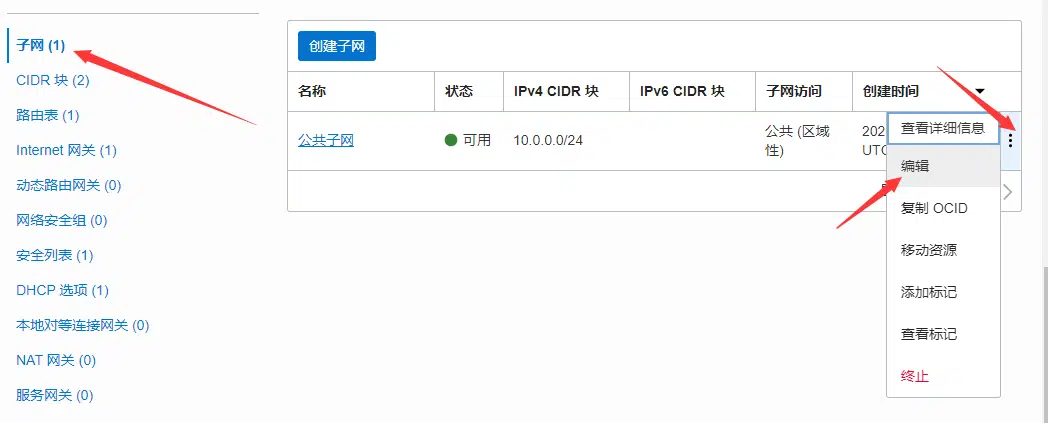 子网 (1)
CIDR 块 (2)
路由表 (1)
Internet 网关 (1)
动态路由网关 (0)
网络安全组 (0)
安全列表 (1)
DHCP 选项 (1)
本地对等连接网关 (0)
NAT 网关 (0)
服务网关 (0)
创建子网
名称 状态 IPv4 CIDR 块 IPv6 CIDR 块 子网访问 创建时间
公共子网 可用 10.0.0.0/24 公共 (区域
性)
202
UTC
查看详细信息
编辑
复制 OCID
移动资源
添加标记
查看标记
终止